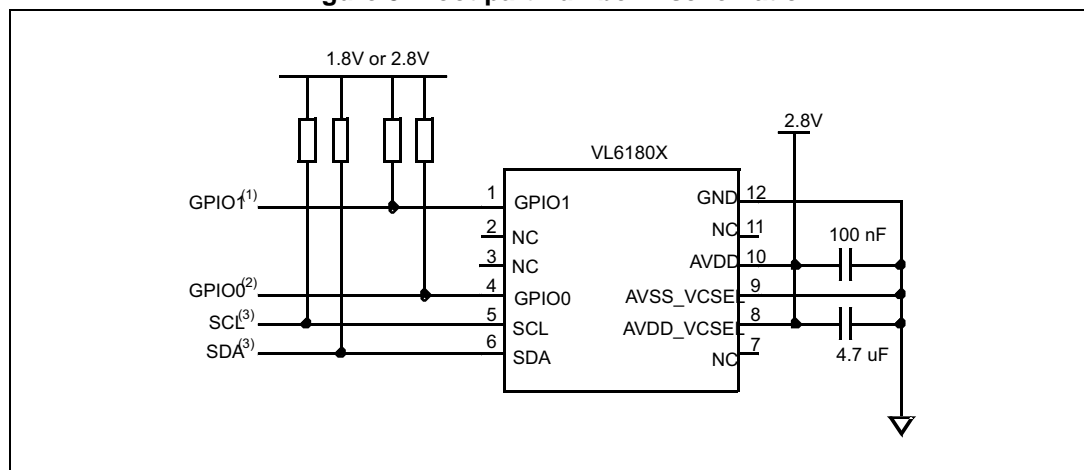 1.8V or 2.8V
2.8V
VL6180X
GPIO1(1)
1
GPIO1
GND
12
2
NC
NC
11
100 nF
3
NC
AVDD
10
GPIO0(2)
4
GPIO0
AVSS_VCSEL
9
SCL(3)
5
SCL
AVDD_VCSEL
8
SDA(3)
6
SDA
NC
7
4.7 uF